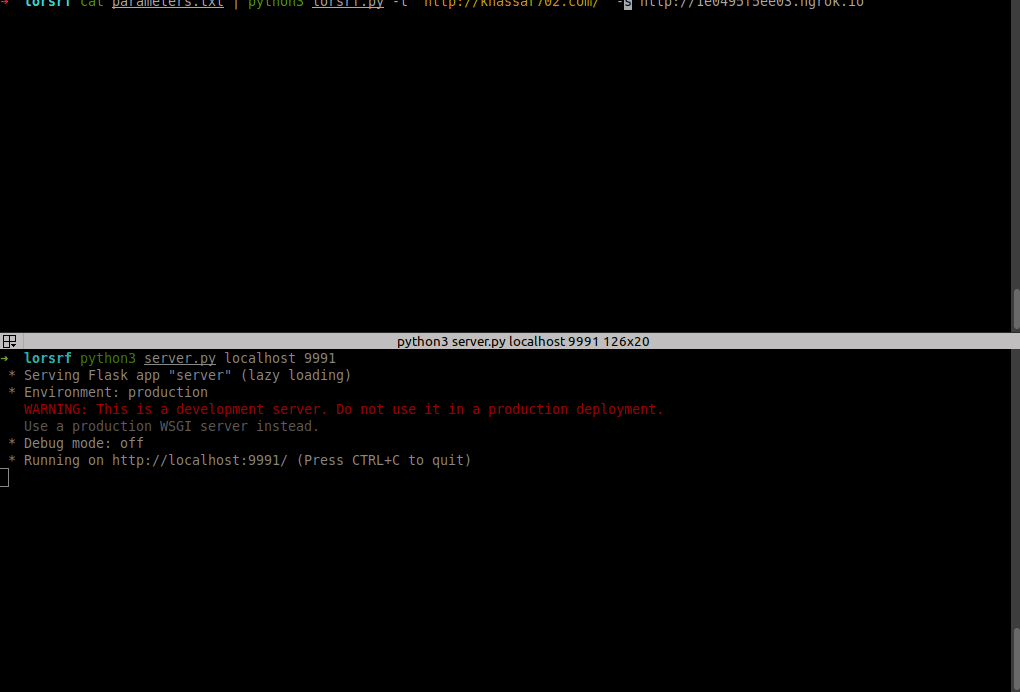 ➜ lorsrf cat parameters.txt | python3 lorsrf.py -t "http://knassar702.com/" -s http://1e0495f5ee03.ngrok.io
python3 server.py localhost 9991 126x20
➜ lorsrf python3 server.py localhost 9991
* Serving Flask app "server" (lazy loading)
* Environment: production
WARNING: This is a development server. Do not use it in a production deployment.
Use a production WSGI server instead.
* Debug mode: off
* Running on http://localhost:9991/ (Press CTRL+C to quit)